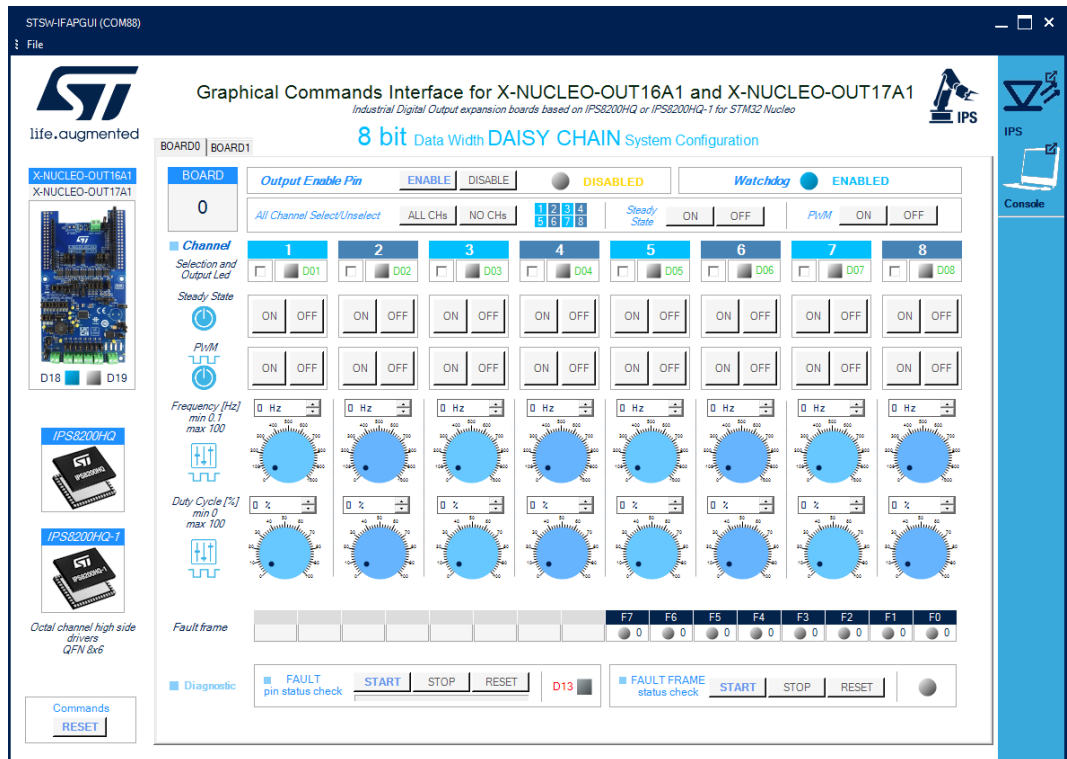 STSW-IFAPGUI (COM88)
File
life.augmented
Graphical Commands Interface for X-NUCLEO-OUT16A1 and X-NUCLEO-OUT17A1
Industrial Digital Output expansion boards based on IPS8200HQ or IPS8200HQ-1 for STM32 Nucleo
IPS
8 bit Data Width DAISY CHAIN System Configuration
IPS
Console
BOARD0 BOARD1
X-NUCLEO-OUT16A1
X-NUCLEO-OUT17A1
D18 D19
IPS8200HQ
IPS8200HQ-1
Octal channel high side
drivers
QFN 8x6
Commands
RESET
BOARD
0
Output Enable Pin ENABLE DISABLE DISABLED Watchdog ENABLED
All Channel Select/Unselect ALL CHs NO CHs 1 2 3 4
5 6 7 8
Steady
State ON OFF PWM ON OFF
Channel 1 2 3 4 5 6 7 8
Selection and
Output Led D01 D02 D03 D04 D05 D06 D07 D08
Steady State
ON OFF ON OFF ON OFF ON OFF ON OFF ON OFF ON OFF ON OFF
PWM
ON OFF ON OFF ON OFF ON OFF ON OFF ON OFF ON OFF ON OFF
Frequency [Hz]
min 0.1
max 100
0 Hz 0 Hz 0 Hz 0 Hz 0 Hz 0 Hz 0 Hz 0 Hz
Duty Cycle [%]
min 0
max 100
0 % 0 % 0 % 0 % 0 % 0 % 0 % 0 %
Fault frame
F7 F6 F5 F4 F3 F2 F1 F0
0 0 0 0 0 0 0 0
Diagnostic
FAULT
pin status check START STOP RESET D13
FAULT FRAME
status check START STOP RESET